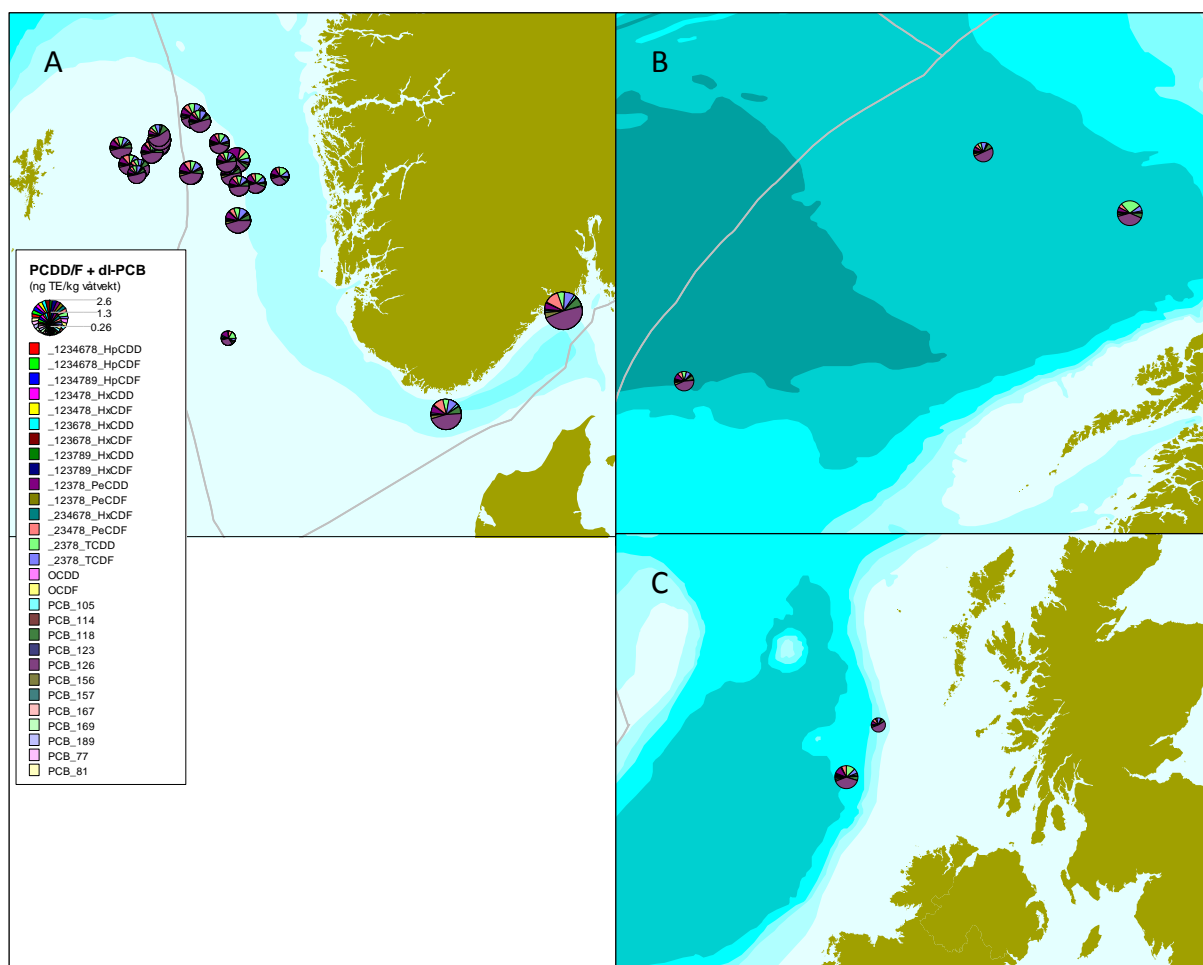 A
B
PCDD/F + dl-PCB
(ng TE/kg våtvekt)
2.6
1.3
0.26
_1234678_HpCDD
_1234678_HpCDF
_1234789_HpCDF
_123478_HxCDD
_123478_HxCDF
_123678_HxCDD
_123678_HxCDF
_123789_HxCDD
_123789_HxCDF
_12378_PeCDD
_12378_PeCDF
_234678_HxCDF
_23478_PeCDF
_2378_TCDD
_2378_TCDF
OCDD
OCDF
PCB_105
PCB_114
PCB_118
PCB_123
PCB_126
PCB_156
PCB_157
PCB_167
PCB_169
PCB_189
PCB_77
PCB_81
C